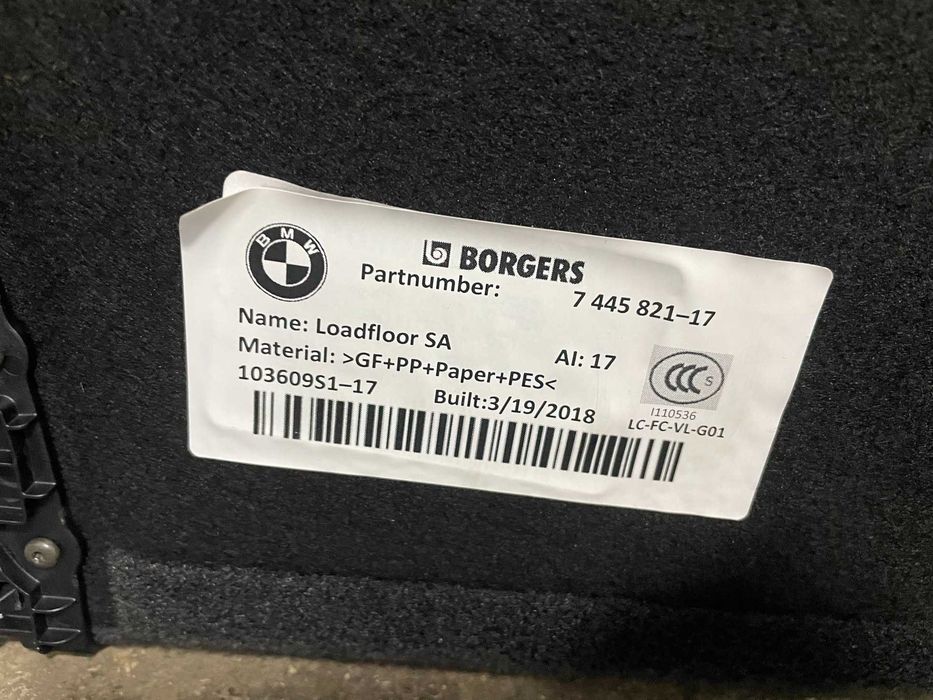 BMW
BORGERS
Partnumber: 7 445 821-17
Name: Loadfloor SA
AI: 17
Material: >GF+PP+Paper+PES<
103609S1-17
Built:3/19/2018
CCC S
I110536
LC-FC-VL-G01